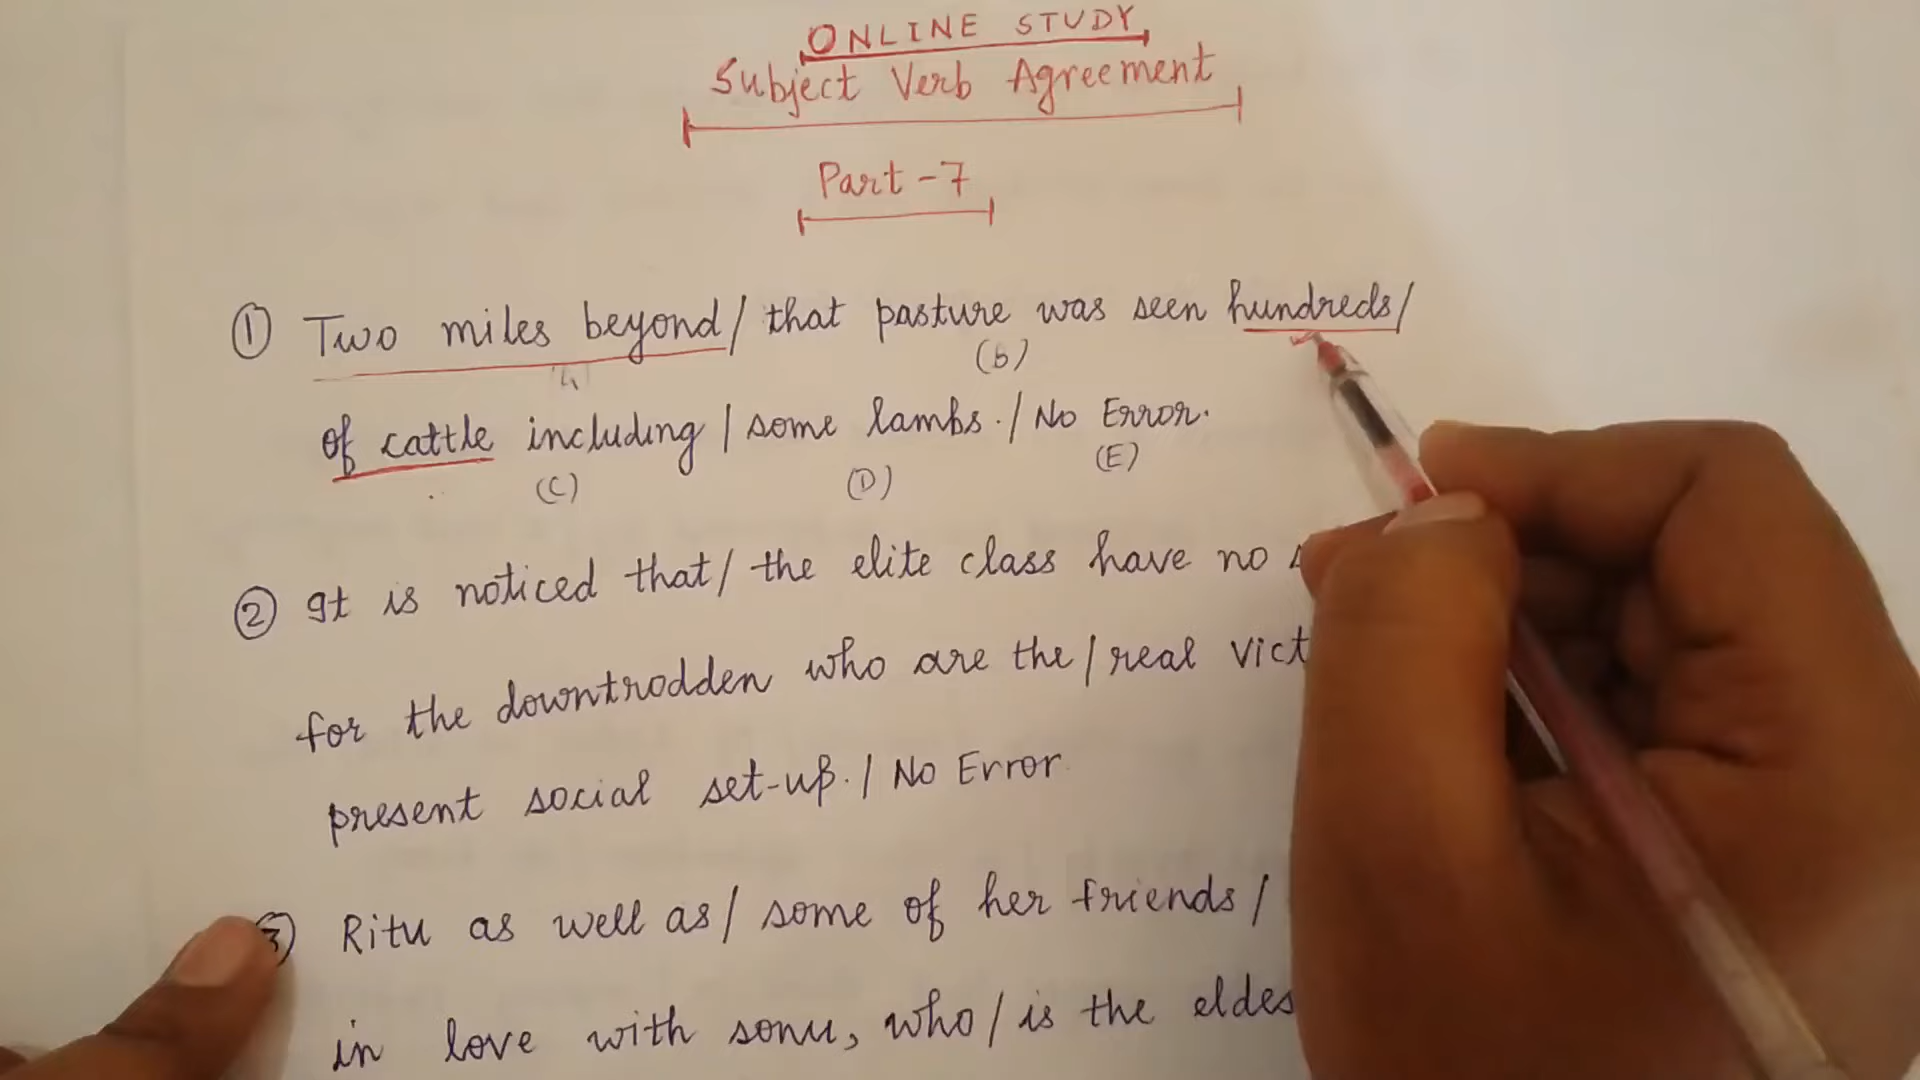 ONLINE STUDY
Subject Verb Agreement
Part-7
① Two miles beyond/ that pasture was seen hundreds/
(b)
of cattle including / some lambs. / No Error.
(C) (D) (E)
② It is noticed that/ the elite class have no
for the downtrodden who are the/ real
present social set-up. / No Error
③ Ritu as well as/ some of her friends/
in love with sonu, who/ is the